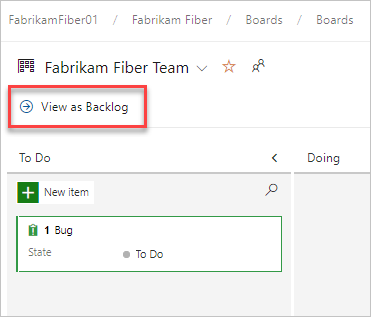 FabrikamFiber01 / Fabrikam Fiber / Boards / Boards
Fabrikam Fiber Team
View as Backlog
To Do
Doing
New item
1 Bug
State To Do